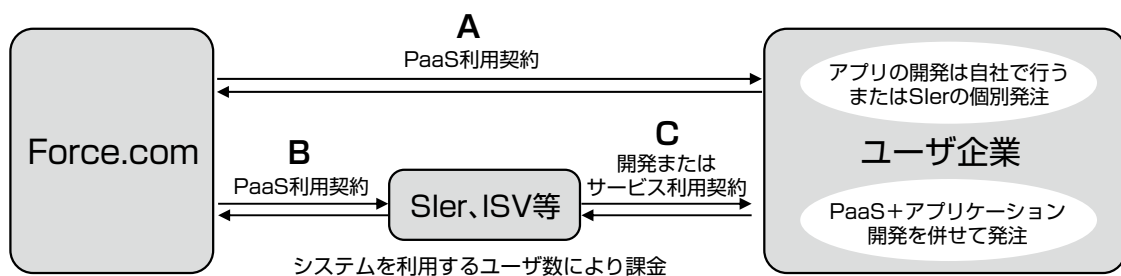 A
PaaS利用契約
アプリの開発は自社で行う
またはSIerの個別発注
Force.com
B
PaaS利用契約
SIer、ISV等
C
開発または
サービス利用契約
ユーザ企業
PaaS＋アプリケーション
開発を併せて発注
システムを利用するユーザ数により課金